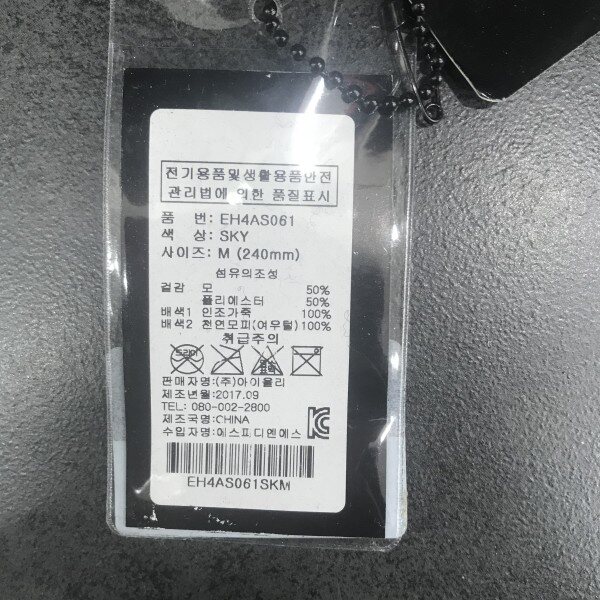 전기용품및생활용품안전
관리법에 의한 품질표시
품 번: EH4AS061
색 상: SKY
사이즈: M (240mm)
섬유의조성
겉감 모 50%
폴리에스터 50%
배색1 인조가죽 100%
배색2 천연모피(여우털)100%
취급주의
판매자명:(주)아이올리
제조년월:2017.09
TEL: 080-002-2800
제조국명:CHINA
수입자명:에스피디엔에스
EH4AS061SKM